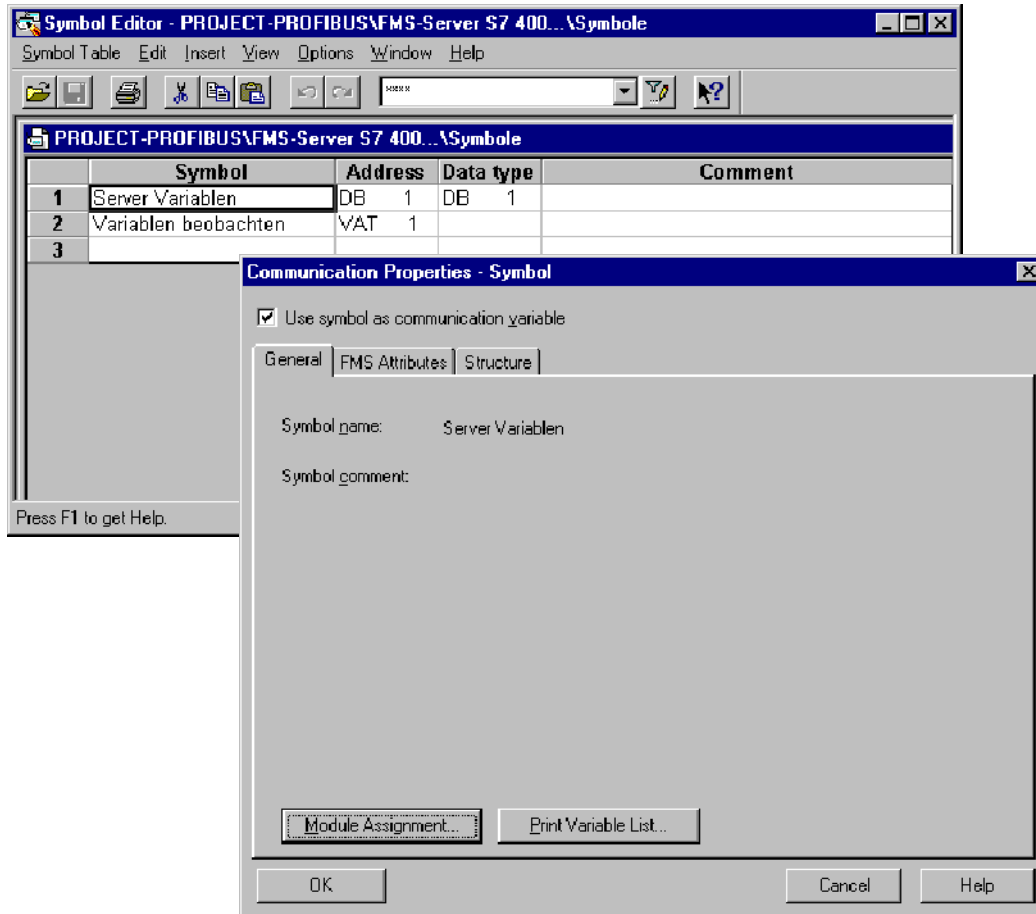 Symbol Editor - PROJECT-PROFIBUS\FMS-Server S7 400...\Symbole
Symbol Table Edit Insert View Options Window Help
PROJECT-PROFIBUS\FMS-Server S7 400...\Symbole
Symbol Address Data type Comment
1 Server Variablen DB 1 DB 1
2 Variablen beobachten VAT 1
3
Communication Properties - Symbol
Use symbol as communication variable
General FMS Attributes Structure
Symbol name: Server Variablen
Symbol comment:
Press F1 to get Help.
Module Assignment... Print Variable List...
OK Cancel Help